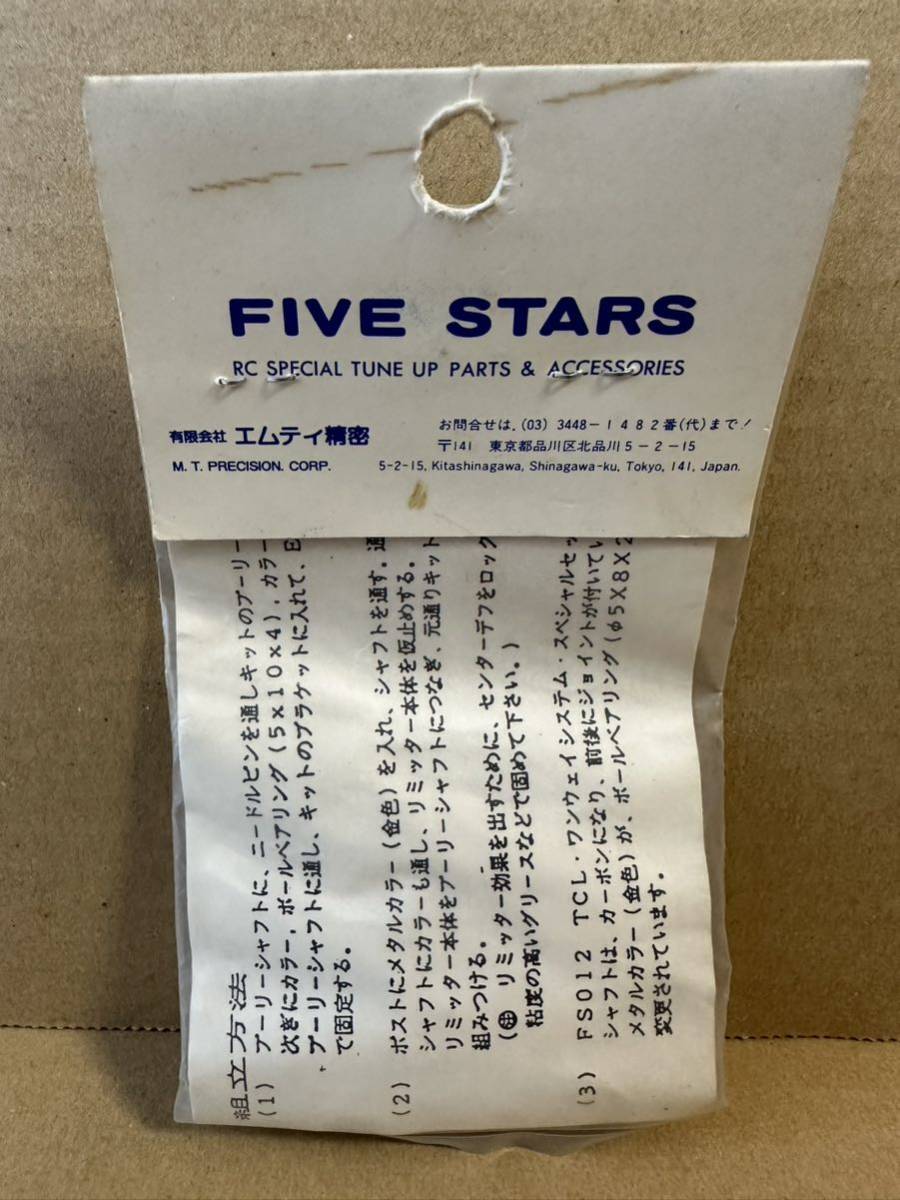 FIVE STARS
RC SPECIAL TUNE UP PARTS & ACCESSORIES
有限会社 エムティ精密
お問合せは、(03) 3448-1482番(代)まで!
〒141 東京都品川区北品川5-2-15
M. T. PRECISION. CORP.
5-2-15, Kitashinagawa, Shinagawa-ku, Tokyo, 141, Japan.
組立方法
(1) プーリーシャフトに、ニードルピンを通しキットのプーリー
次ぎにカラー,ボールベアリング(5×10×4),カラー
プーリーシャフトに通し、キットのブラケットに入れて、E
で固定する。
(2) ポストにメタルカラー(金色)を入れ、シャフトを通す。通
シャフトにカラーも通し、リミッター本体を仮止めする。
リミッター本体をプーリーシャフトにつなぎ、元通りキット
組みつける。
(㊟ リミッター効果を出すために、センターデフをロック
粘度の高いグリースなどで固めて下さい。)
(3) FS012 TCL・ワンウェイシステム・スペシャルセッ
シャフトは、カーボンになり、前後にジョイントが付いてい
メタルカラー(金色)が、ボールベアリング(φ5X8X2
変更されています。